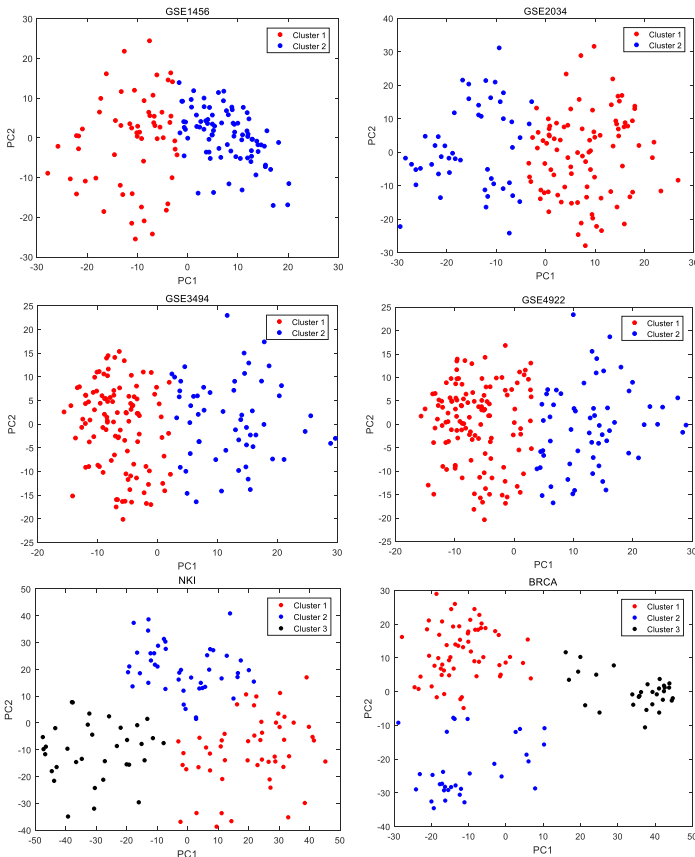 GSE1456
30
20
10
0
-10
-20
-30
PC2
Cluster 1
Cluster 2
-30 -20 -10 0 10 20 30
PC1
GSE2034
40
30
20
10
0
-10
-20
-30
PC2
Cluster 1
Cluster 2
-30 -20 -10 0 10 20 30
PC1
GSE3494
25
20
15
10
5
0
-5
-10
-15
-20
-25
PC2
Cluster 1
Cluster 2
-20 -10 0 10 20 30
PC1
GSE4922
25
20
15
10
5
0
-5
-10
-15
-20
-25
PC2
Cluster 1
Cluster 2
-20 -10 0 10 20 30
PC1
NKI
50
40
30
20
10
0
-10
-20
-30
-40
PC2
Cluster 1
Cluster 2
Cluster 3
-50 -40 -30 -20 -10 0 10 20 30 40 50
PC1
BRCA
40
30
20
10
0
-10
-20
-30
-40
PC2
Cluster 1
Cluster 2
Cluster 3
-30 -20 -10 0 10 20 30 40 50
PC1